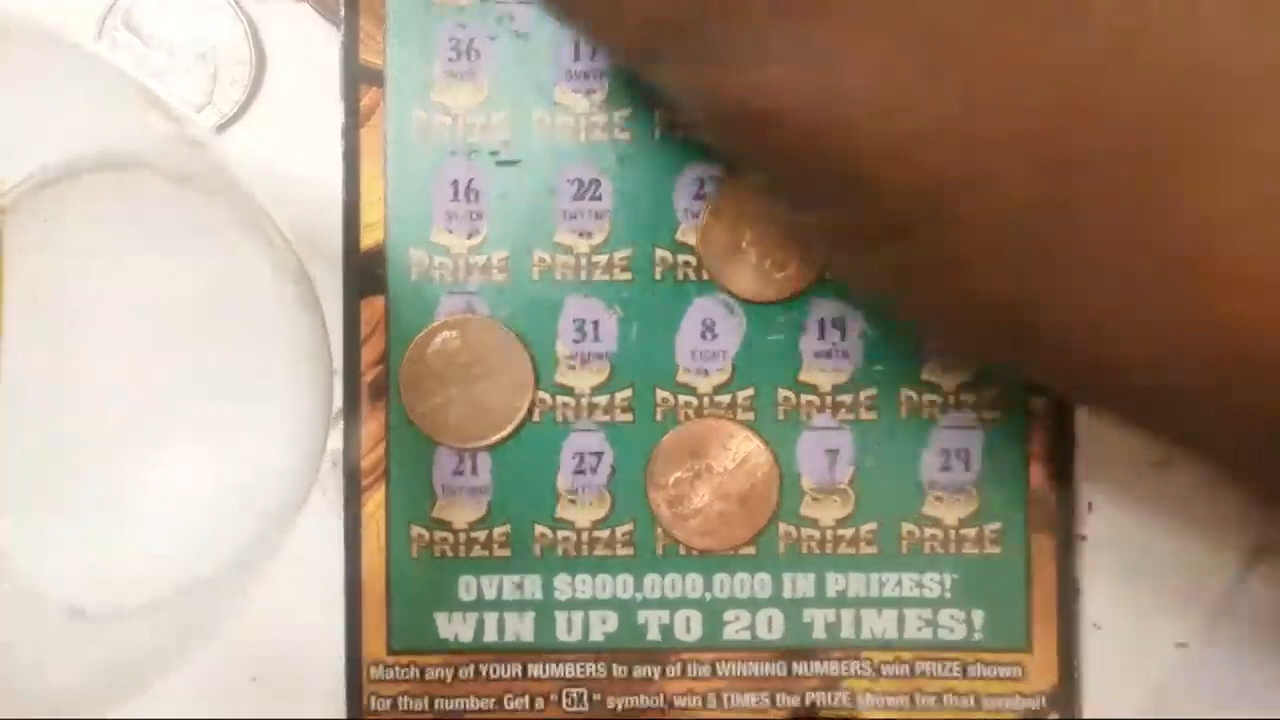 36 17
PRIZE PRIZE
16 22
PRIZE PRIZE
31 8 19
EIGHT
PRIZE PRIZE PRIZE PRIZE
21 27 7 29
PRIZE PRIZE PRIZE PRIZE
OVER $900,000,000 IN PRIZES!
WIN UP TO 20 TIMES!
Match any of YOUR NUMBERS to any of the WINNING NUMBERS, win PRIZE shown
for that number. Get a "5X" symbol, win 5 TIMES the PRIZE shown for that symbol!